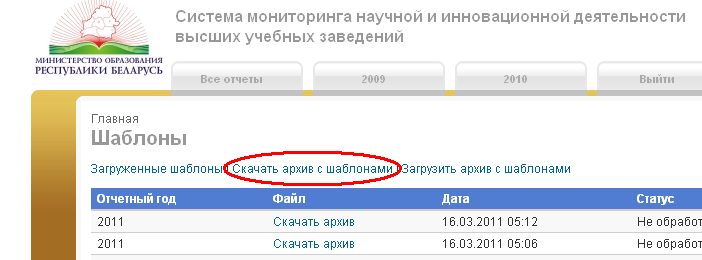 Система мониторинга научной и инновационной деятельности
высших учебных заведений
МИНИСТЕРСТВО ОБРАЗОВАНИЯ
РЕСПУБЛИКИ БЕЛАРУСЬ
Все отчеты 2009 2010 Выйти
Главная
Шаблоны
Загруженные шаблоны Скачать архив с шаблонами Загрузить архив с шаблонами
Отчетный год Файл Дата Статус
2011 Скачать архив 16.03.2011 05:12 Не обработ
2011 Скачать архив 16.03.2011 05:06 Не обработ